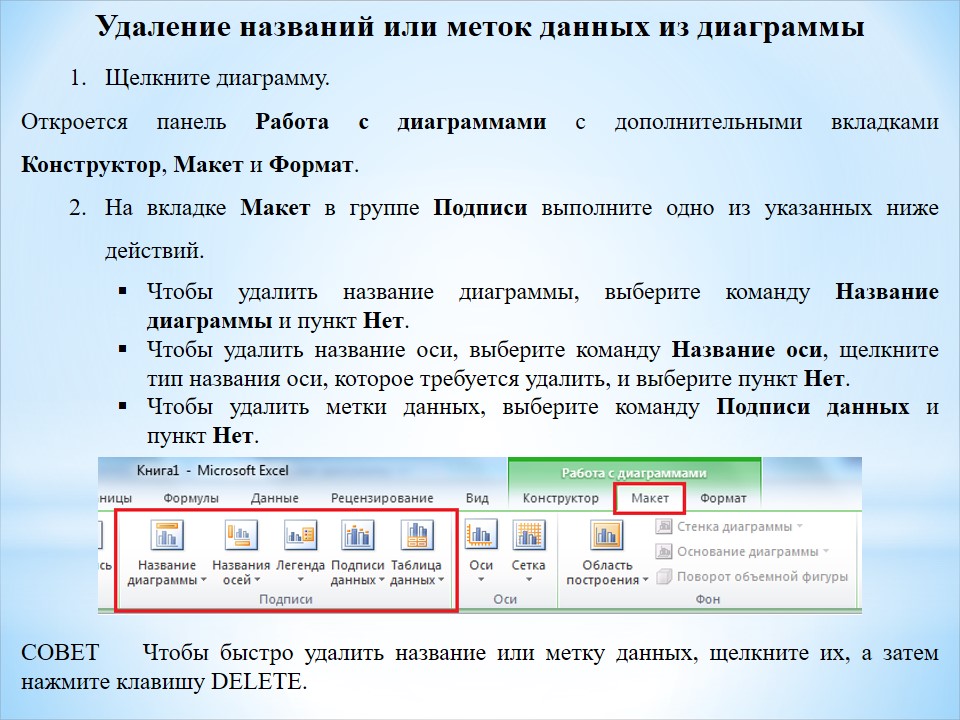 Удаление названий или меток данных из диаграммы
1. Щелкните диаграмму.
Откроется панель Работа с диаграммами с дополнительными вкладками
Конструктор, Макет и Формат.
2. На вкладке Макет в группе Подписи выполните одно из указанных ниже
действий.
▪ Чтобы удалить название диаграммы, выберите команду Название
диаграммы и пункт Нет.
▪ Чтобы удалить название оси, выберите команду Название оси, щелкните
тип названия оси, которое требуется удалить, и выберите пункт Нет.
▪ Чтобы удалить метки данных, выберите команду Подписи данных и
пункт Нет.
Книга1 - Microsoft Excel
Работа с диаграммами
ницы Формулы Данные Рецензирование Вид Конструктор Макет Формат
сь Название Названия Легенда Подписи Таблица Оси Сетка Область
диаграммы осей данных данных построения
Стенка диаграммы
Основание диаграммы
Поворот объемной фигуры
Подписи Оси Фон
СОВЕТ Чтобы быстро удалить название или метку данных, щелкните их, а затем
нажмите клавишу DELETE.